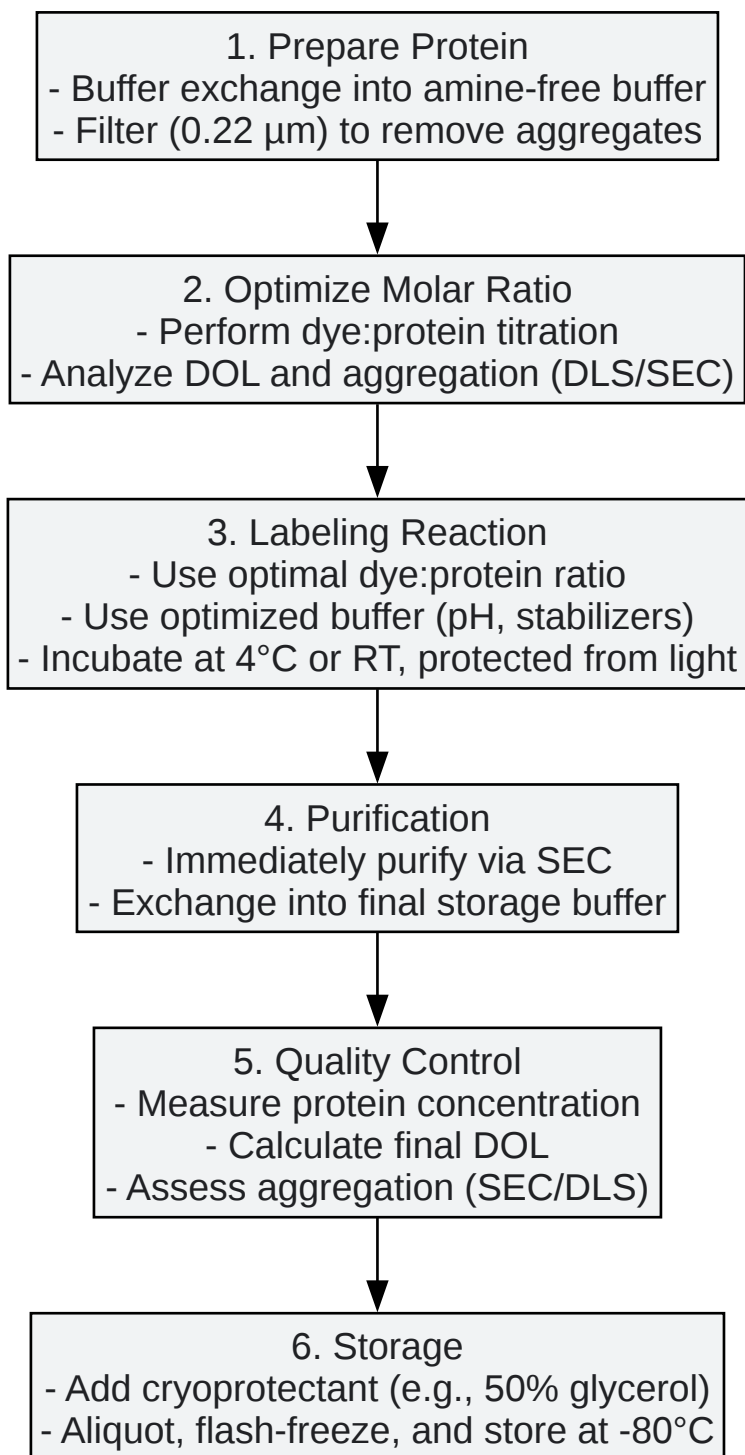 1. Prepare Protein
- Buffer exchange into amine-free buffer
- Filter (0.22 µm) to remove aggregates
2. Optimize Molar Ratio
- Perform dye:protein titration
- Analyze DOL and aggregation (DLS/SEC)
3. Labeling Reaction
- Use optimal dye:protein ratio
- Use optimized buffer (pH, stabilizers)
- Incubate at 4°C or RT, protected from light
4. Purification
- Immediately purify via SEC
- Exchange into final storage buffer
5. Quality Control
- Measure protein concentration
- Calculate final DOL
- Assess aggregation (SEC/DLS)
6. Storage
- Add cryoprotectant (e.g., 50% glycerol)
- Aliquot, flash-freeze, and store at -80°C